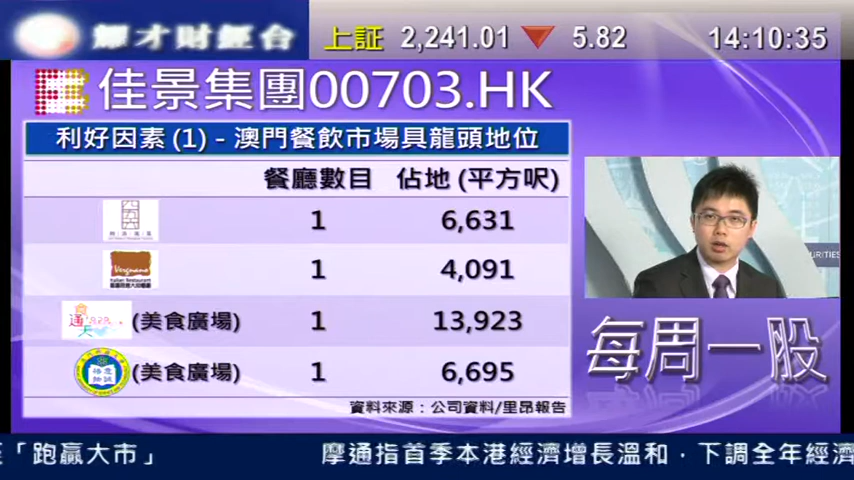 耀才財經台
上証 2,241.01 5.82 14:10:35
佳景集團00703.HK
利好因素 (1) - 澳門餐飲市場具龍頭地位
餐廳數目 佔地 (平方呎)
1 6,631
Vergnano
Italian Restaurant
1 4,091
(美食廣場) 1 13,923
(美食廣場) 1 6,695
資料來源：公司資料/里昂報告
URITIES
每周一股
「跑贏大市」 摩通指首季本港經濟增長溫和．下調全年經濟